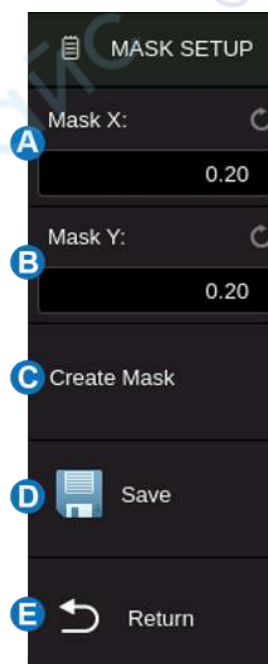 MASK SETUP
Mask X:
A
0.20
Mask Y:
B
0.20
C Create Mask
D Save
E Return